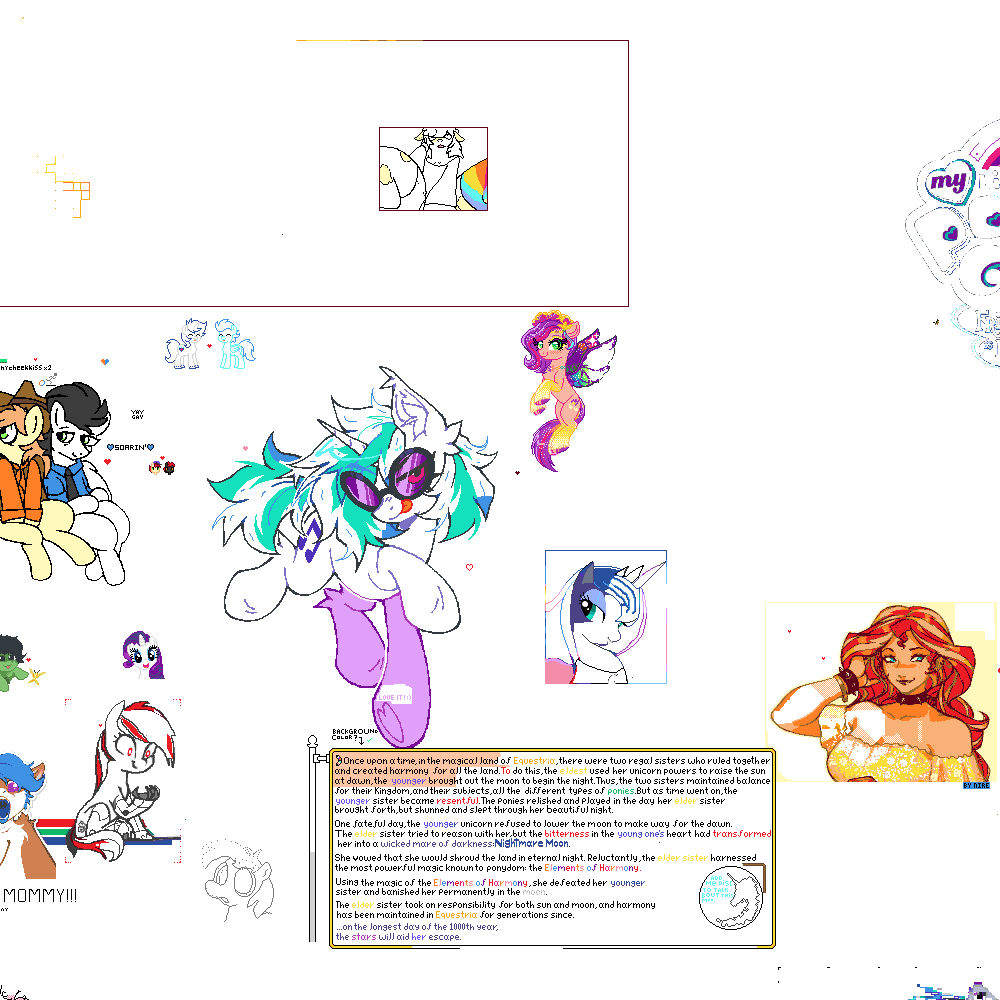 my
nycheekkiss x2
YAY
GAY
SOARIN'
LOVE IT!:)
BACKGROUND
COLOR?
BY NIRE
Once upon a time, in the magical land of Equestria, there were two regal sisters who ruled together
and created harmony for all the land. To do this, the eldest used her unicorn powers to raise the sun
at dawn, the younger brought out the moon to begin the night. Thus, the two sisters maintained balance
for their kingdom, and their subjects, all the different types of ponies. But as time went on, the
younger sister became resentful. The ponies relished and played in the day her elder sister
brought forth, but shunned and slept through her beautiful night.
One fateful day, the younger unicorn refused to lower the moon to make way for the dawn.
The elder sister tried to reason with her, but the bitterness in the young one's heart had transformed
her into a wicked mare of darkness: Nightmare Moon.
She vowed that she would shroud the land in eternal night. Reluctantly, the elder sister harnessed
the most powerful magic known to ponydom: the Elements of Harmony.
Using the magic of the Elements of Harmony, she defeated her younger
sister and banished her permanently in the moon.
The elder sister took on responsibility for both sun and moon, and harmony
has been maintained in Equestria for generations since.
...on the longest day of the 1000th year,
the stars will aid her escape.
MOMMY!!!